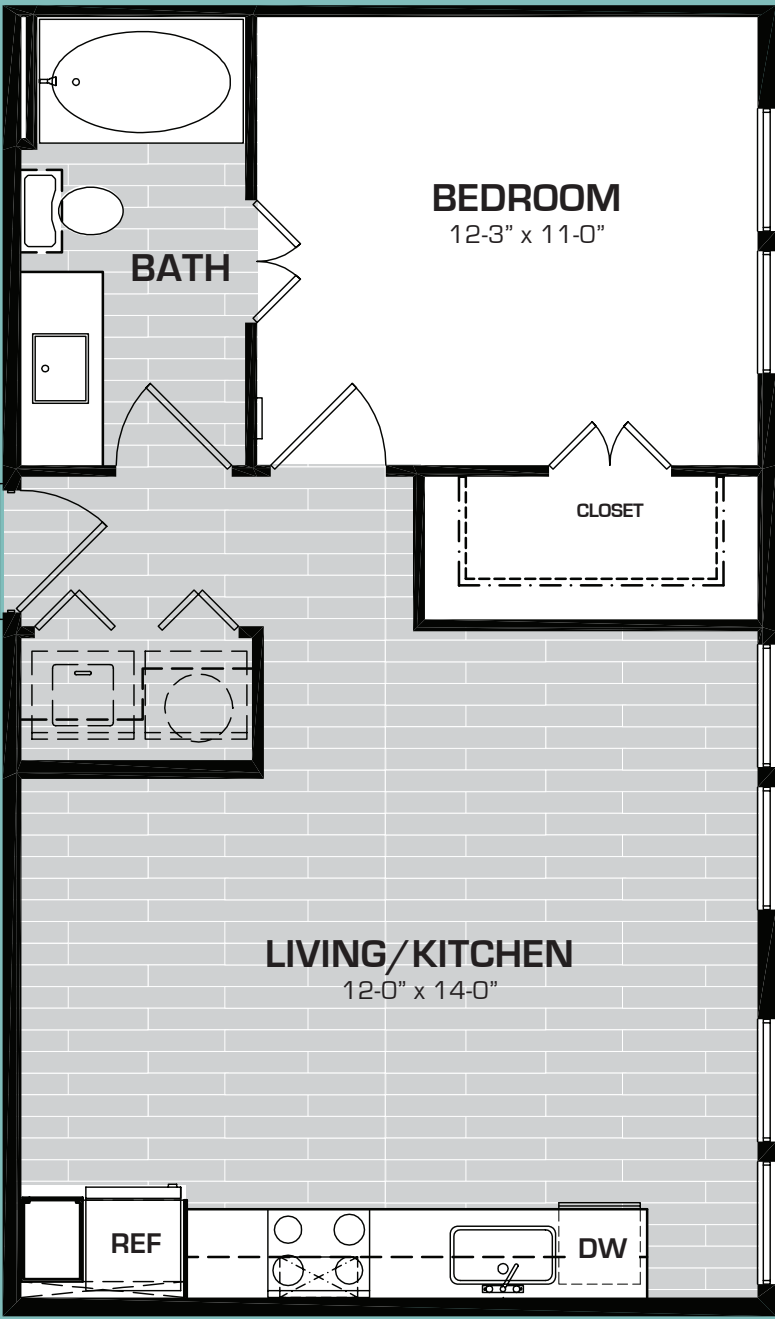 BEDROOM
12-3” x 11-0”
BATH
CLOSET
LIVING/KITCHEN
12-0” x 14-0”
REF
DW